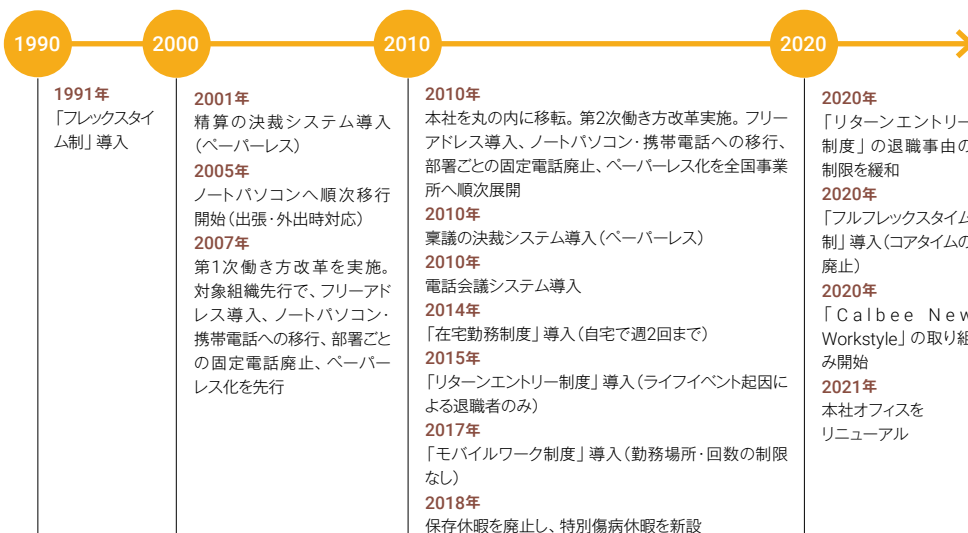 1990
2000
2010
2020
1991年
「フレックスタイ
ム制」導入
2001年
精算の決裁システム導入
（ペーパーレス）
2005年
ノートパソコンへ順次移行
開始（出張・外出時対応）
2007年
第1次働き方改革を実施。
対象組織先行で、フリーアド
レス導入、ノートパソコン・
携帯電話への移行、部署ごと
の固定電話廃止、ペーパー
レス化を先行
2010年
本社を丸の内に移転。第2次働き方改革実施。フリー
アドレス導入、ノートパソコン・携帯電話への移行、
部署ごとの固定電話廃止、ペーパーレス化を全国事業
所へ順次展開
2010年
稟議の決裁システム導入（ペーパーレス）
2010年
電話会議システム導入
2014年
「在宅勤務制度」導入（自宅で週2回まで）
2015年
「リターンエントリー制度」導入（ライフイベント起因に
よる退職者のみ）
2017年
「モバイルワーク制度」導入（勤務場所・回数の制限
なし）
2018年
保存休暇を廃止し、特別傷病休暇を新設
2020年
「リターンエントリー
制度」の退職事由の
制限を緩和
2020年
「フルフレックスタイム
制」導入（コアタイムの
廃止）
2020年
「Calbee New
Workstyle」の取り組
み開始
2021年
本社オフィスを
リニューアル